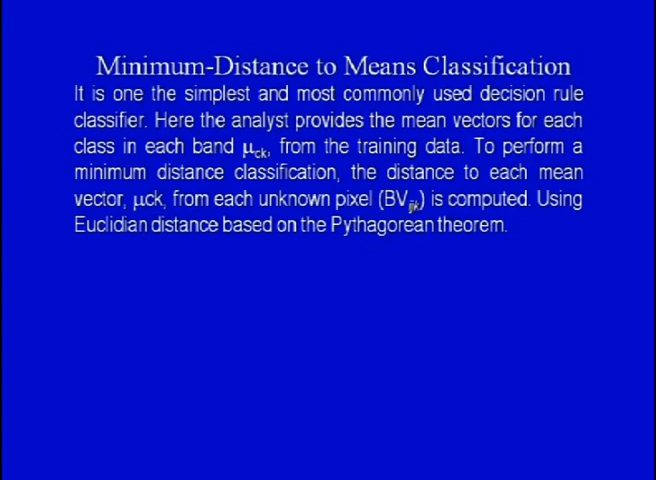 Minimum-Distance to Means Classification
It is one the simplest and most commonly used decision rule
classifier. Here the analyst provides the mean vectors for each
class in each band μck, from the training data. To perform a
minimum distance classification, the distance to each mean
vector, μck, from each unknown pixel (BVijk) is computed. Using
Euclidian distance based on the Pythagorean theorem.